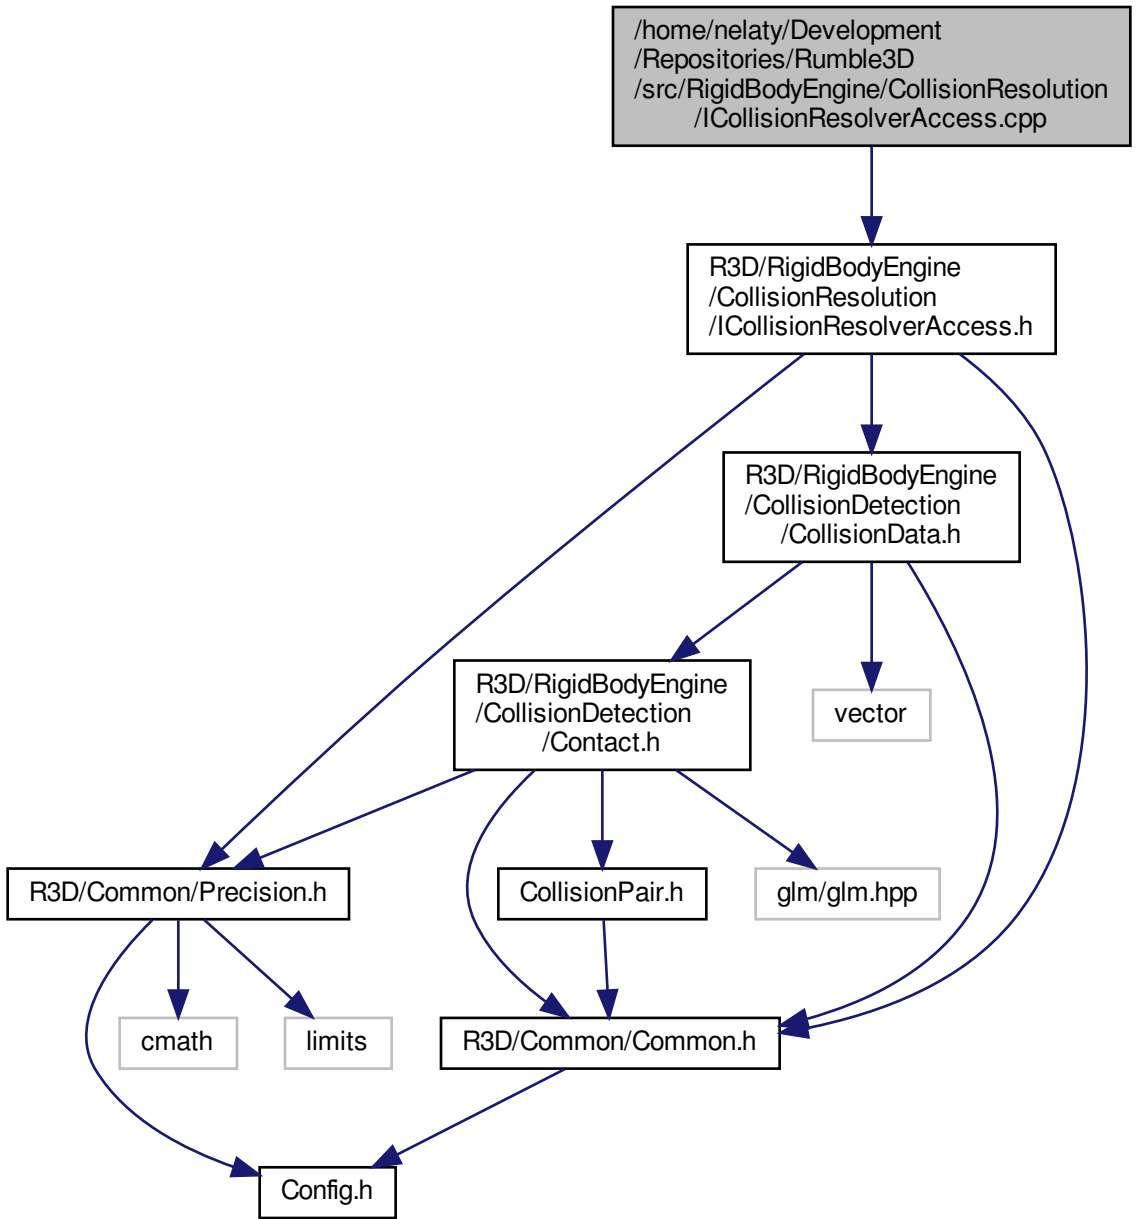 /home/nelaty/Development
/Repositories/Rumble3D
/src/RigidBodyEngine/CollisionResolution
/ICollisionResolverAccess.cpp
R3D/RigidBodyEngine
/CollisionResolution
/ICollisionResolverAccess.h
R3D/RigidBodyEngine
/CollisionDetection
/CollisionData.h
R3D/RigidBodyEngine
/CollisionDetection
/Contact.h
vector
R3D/Common/Precision.h
CollisionPair.h
glm/glm.hpp
cmath
limits
R3D/Common/Common.h
Config.h